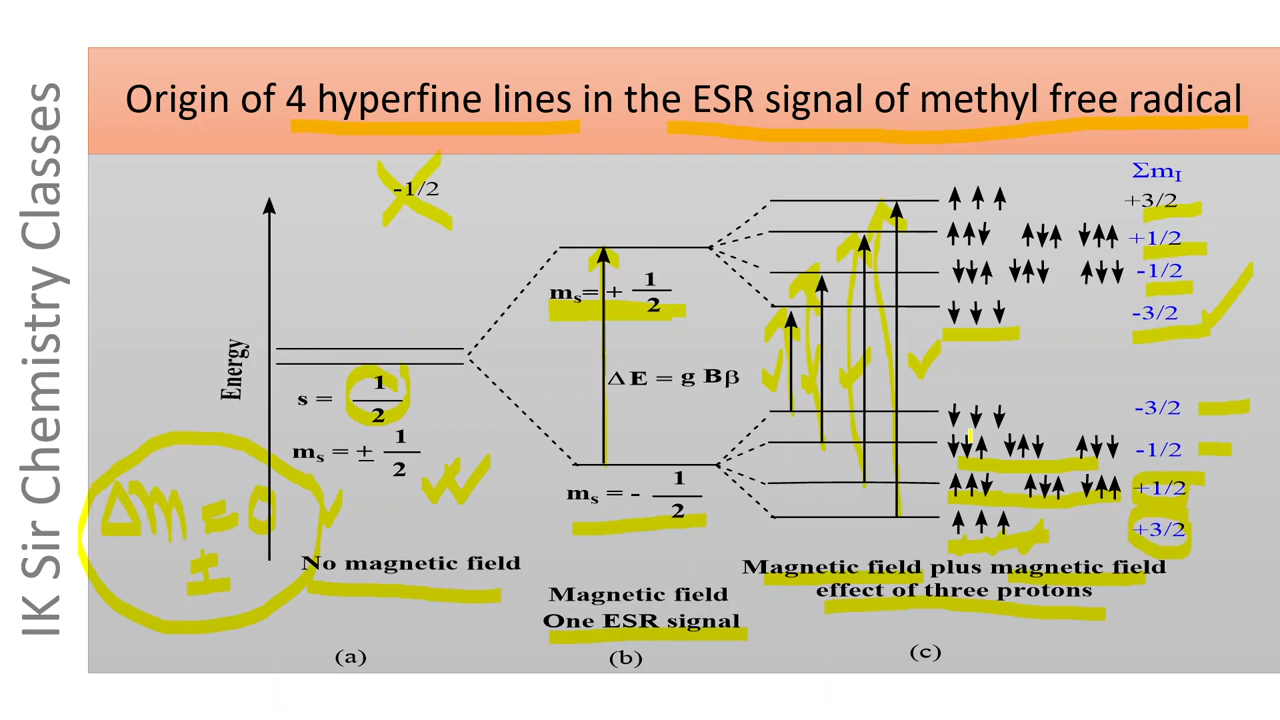 IK Sir Chemistry Classes
Origin of 4 hyperfine lines in the ESR signal of methyl free radical
-1/2
Energy
s = 1/2
ms = ± 1/2
Δm = 0
±
No magnetic field
(a)
ms= + 1/2
ΔE = g Bβ
ms = - 1/2
Magnetic field
One ESR signal
(b)
ΣmI
+3/2
+1/2
-1/2
-3/2
-3/2
-1/2
+1/2
+3/2
Magnetic field plus magnetic field
effect of three protons
(c)